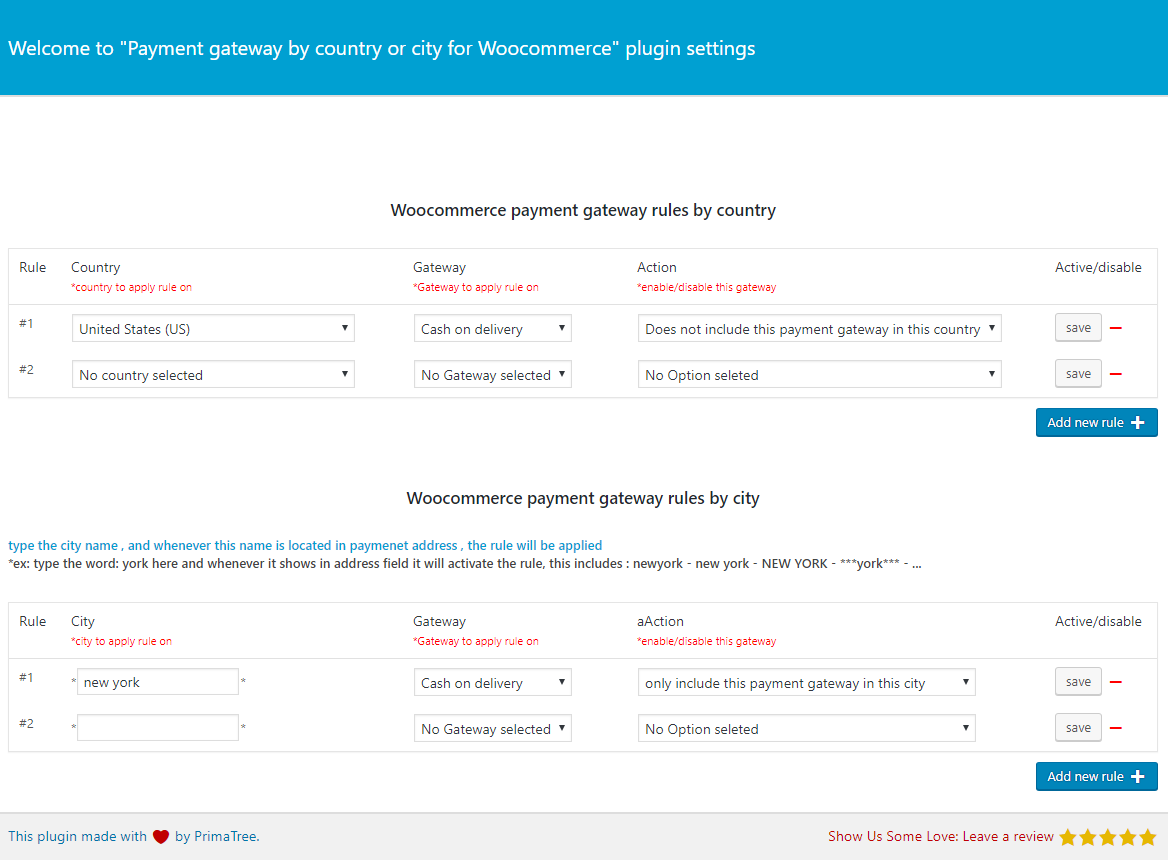 Welcome to "Payment gateway by country or city for Woocommerce" plugin settings
Woocommerce payment gateway rules by country
Rule Country Gateway Action Active/disable
*country to apply rule on *Gateway to apply rule on *enable/disable this gateway
#1 United States (US) Cash on delivery Does not include this payment gateway in this country save
#2 No country selected No Gateway selected No Option seleted save
Add new rule
Woocommerce payment gateway rules by city
type the city name , and whenever this name is located in paymenet address , the rule will be applied
*ex: type the word: york here and whenever it shows in address field it will activate the rule, this includes : newyork - new york - NEW YORK - ***york*** - ...
Rule City Gateway aAction Active/disable
*city to apply rule on *Gateway to apply rule on *enable/disable this gateway
#1 * new york * Cash on delivery only include this payment gateway in this city save
#2 * * No Gateway selected No Option seleted save
Add new rule
This plugin made with by PrimaTree. Show Us Some Love: Leave a review